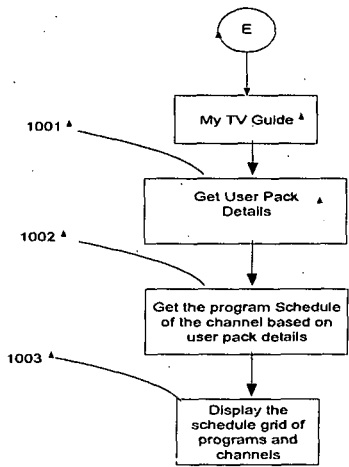 E
My TV Guide
1001
Get User Pack
Details
1002
Get the program Schedule
of the channel based on
user pack details
1003
Display the
schedule grid of
programs and
channels